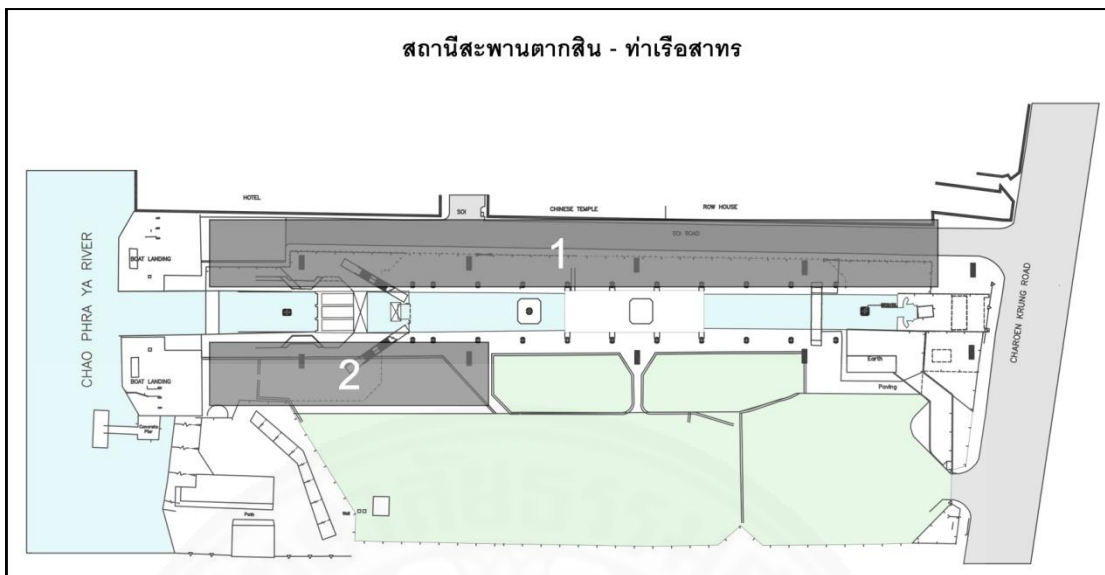 สถานีสะพานตากสิน - ท่าเรือสาทร
HOTEL
SOI
CHINESE TEMPLE
ROW HOUSE
SOI ROAD
1
BOAT LANDING
CHAO PHRA YA RIVER
CHAROEN KRUNG ROAD
2
BOAT LANDING
Earth
Paving
Concrete
Pier
Wall